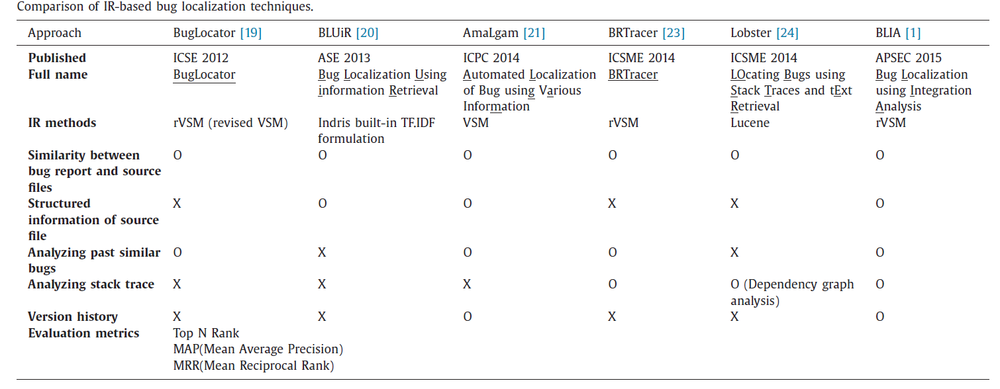 Comparison of IR-based bug localization techniques.
Approach BugLocator [19] BLUiR [20] AmaLgam [21] BRTracer [23] Lobster [24] BLIA [1]
Published ICSE 2012 ASE 2013 ICPC 2014 ICSME 2014 ICSME 2014 APSEC 2015
Full name BugLocator Bug Localization Using Automated Localization BRTracer LOcating Bugs using Bug Localization
information Retrieval of Bug using Various Stack Traces and tExt using Integration
Information Retrieval Analysis
IR methods rVSM (revised VSM) Indris built-in TF.IDF VSM rVSM Lucene rVSM
formulation
Similarity between O O O O O O
bug report and source
files
Structured X O O X X O
information of source
file
Analyzing past similar O X O O X O
bugs
Analyzing stack trace X X X O O (Dependency graph O
analysis)
Version history X X O X X O
Evaluation metrics Top N Rank
MAP(Mean Average Precision)
MRR(Mean Reciprocal Rank)